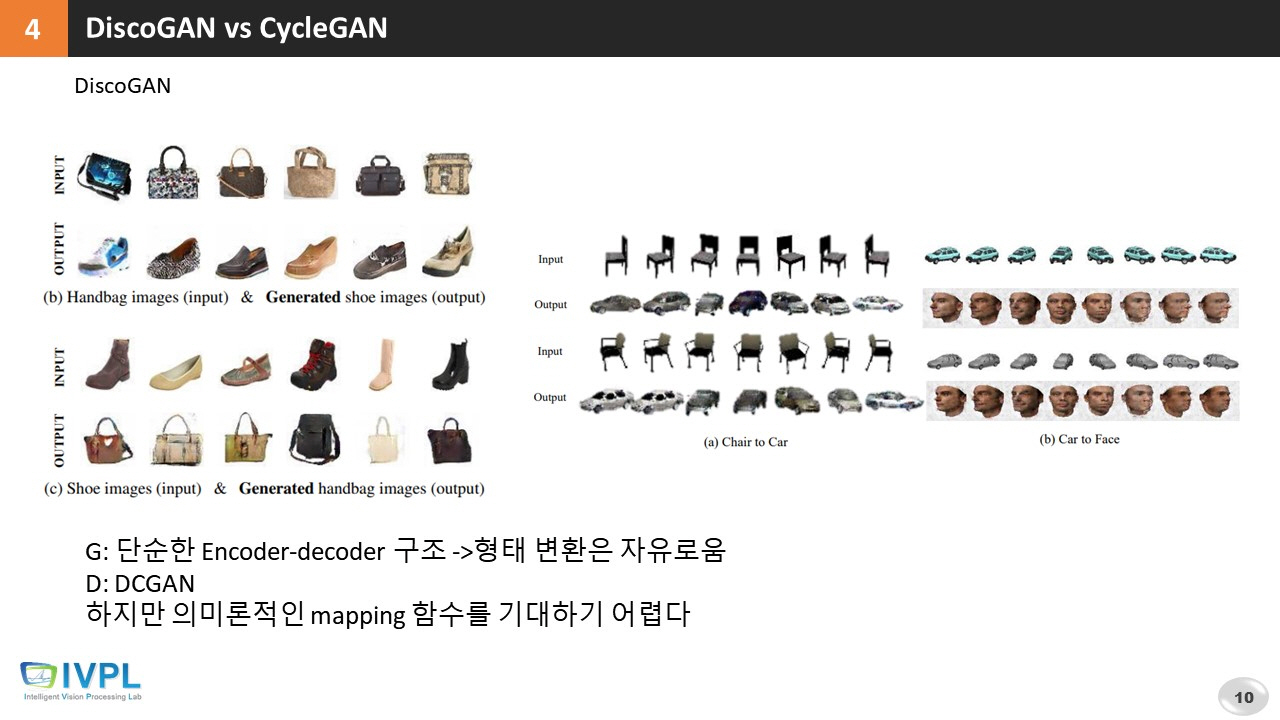 4
DiscoGAN vs CycleGAN
DiscoGAN
INPUT
OUTPUT
(b) Handbag images (input) & Generated shoe images (output)
INPUT
OUTPUT
(c) Shoe images (input) & Generated handbag images (output)
Input
Output
Input
Output
(a) Chair to Car
(b) Car to Face
G: 단순한 Encoder-decoder 구조 ->형태 변환은 자유로움
D: DCGAN
하지만 의미론적인 mapping 함수를 기대하기 어렵다
IVPL
Intelligent Vision Processing Lab
10